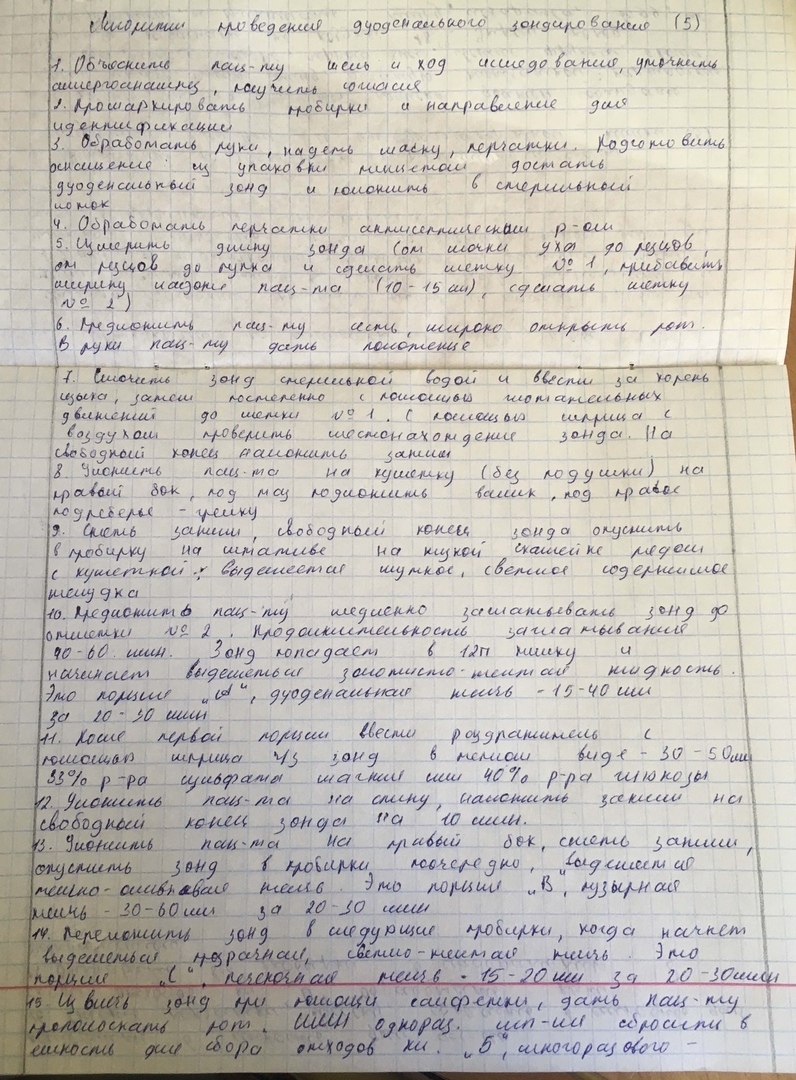 Алгоритм проведения дуоденального зондирования (5)
1. Объяснить пац-ту цель и ход исследования, уточнить
аллергоанамнез, получить согласие
2. Промаркировать пробирки и направление для
идентификации
3. Обработать руки, надеть маску, перчатки. Подготовить
оснащение: из упаковки пинцетом достать
дуоденальный зонд и положить в стерильный
лоток
4. Обработать перчатки антисептическим р-ом
5. Измерить длину зонда (от мочки уха до резцов,
от резцов до пупка и сделать метку №1, прибавить
ширину ладони пац-та (10-15 см), сделать метку
№ 2)
6. Предложить пац-ту сесть, широко открыть рот.
В руки пац-ту дать полотенце
7. Смочить зонд стерильной водой и ввести за корень
языка, затем постепенно с помощью глотательных
движений до метки №1. С помощью шприца с
воздухом проверить местонахождение зонда. На
свободный конец наложить зажим
8. Уложить пац-та на кушетку (без подушки) на
правый бок, под таз подложить валик, под правое
подреберье - грелку
9. Снять зажим, свободный конец зонда опустить
в пробирку на штативе на низкой скамейке рядом
с кушеткой: выделяется мутное, светлое содержимое
желудка
10. Предложить пац-ту медленно заглатывать зонд до
отметки №2. Продолжительность заглатывания
40-60 мин. Зонд попадает в 12п кишку и
начинает выделяться золотисто-желтая жидкость.
Это порция „А", дуоденальная желчь - 15-40 мл
за 20-30 мин
11. После первой порции ввести раздражитель с
помощью шприца ч/з зонд в теплом виде - 30-50мл
33% р-ра сульфата магния или 40% р-ра глюкозы
12. Уложить пац-та на спину, наложить зажим на
свободный конец зонда на 10 мин.
13. Уложить пац-та на правый бок, снять зажим,
опустить зонд в пробирки поочередно, выделяется
темно-оливковая желчь. Это порция „В", пузырная
желчь - 30-60мл за 20-30 мин
14. Переложить зонд в следующие пробирки, когда начнет
выделяться прозрачная, светло-желтая желчь. Это
порция „С", печеночная желчь - 15-20 мл за 20-30мин
15. Извлечь зонд при помощи салфетки, дать пац-ту
прополоскать рот. ИМН однораз. исп-ия сбросить в
емкость для сбора отходов кл. „Б", многоразового -